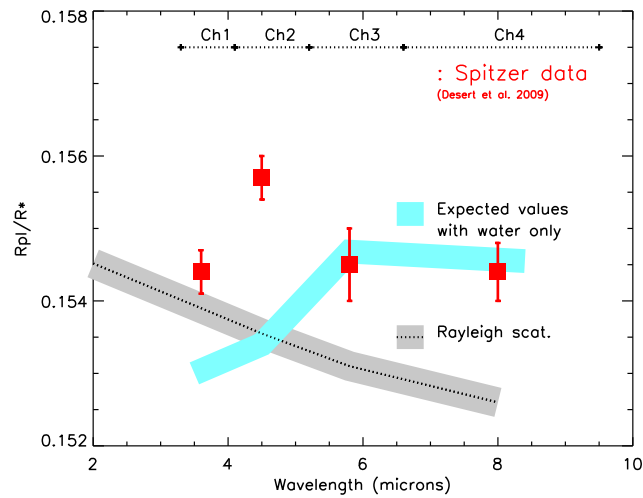 0.158
Ch1 Ch2 Ch3 Ch4
: Spitzer data
(Desert et al. 2009)
0.156
Expected values
with water only
Rpl/R*
0.154
Rayleigh scat.
0.152
2 4 6 8 10
Wavelength (microns)